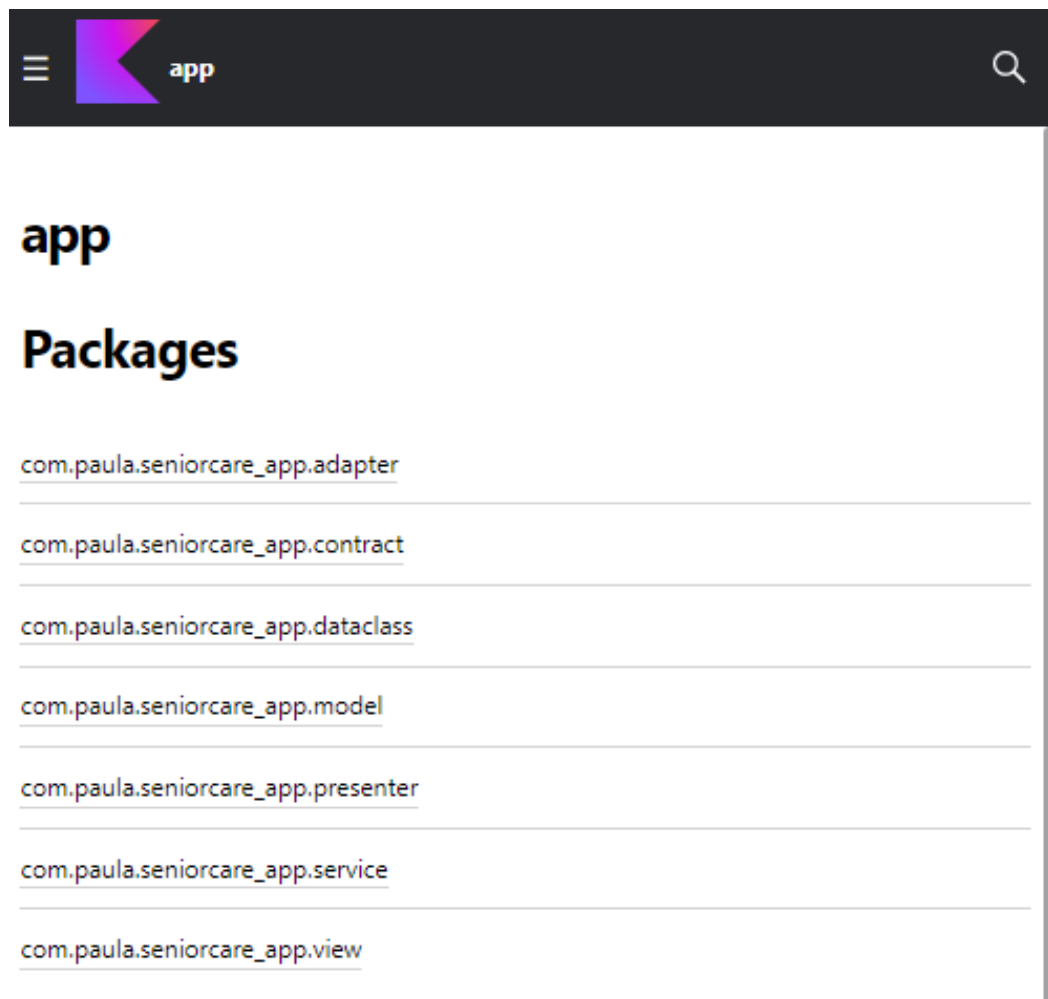 app
app
Packages
com.paula.seniorcare_app.adapter
com.paula.seniorcare_app.contract
com.paula.seniorcare_app.dataclass
com.paula.seniorcare_app.model
com.paula.seniorcare_app.presenter
com.paula.seniorcare_app.service
com.paula.seniorcare_app.view